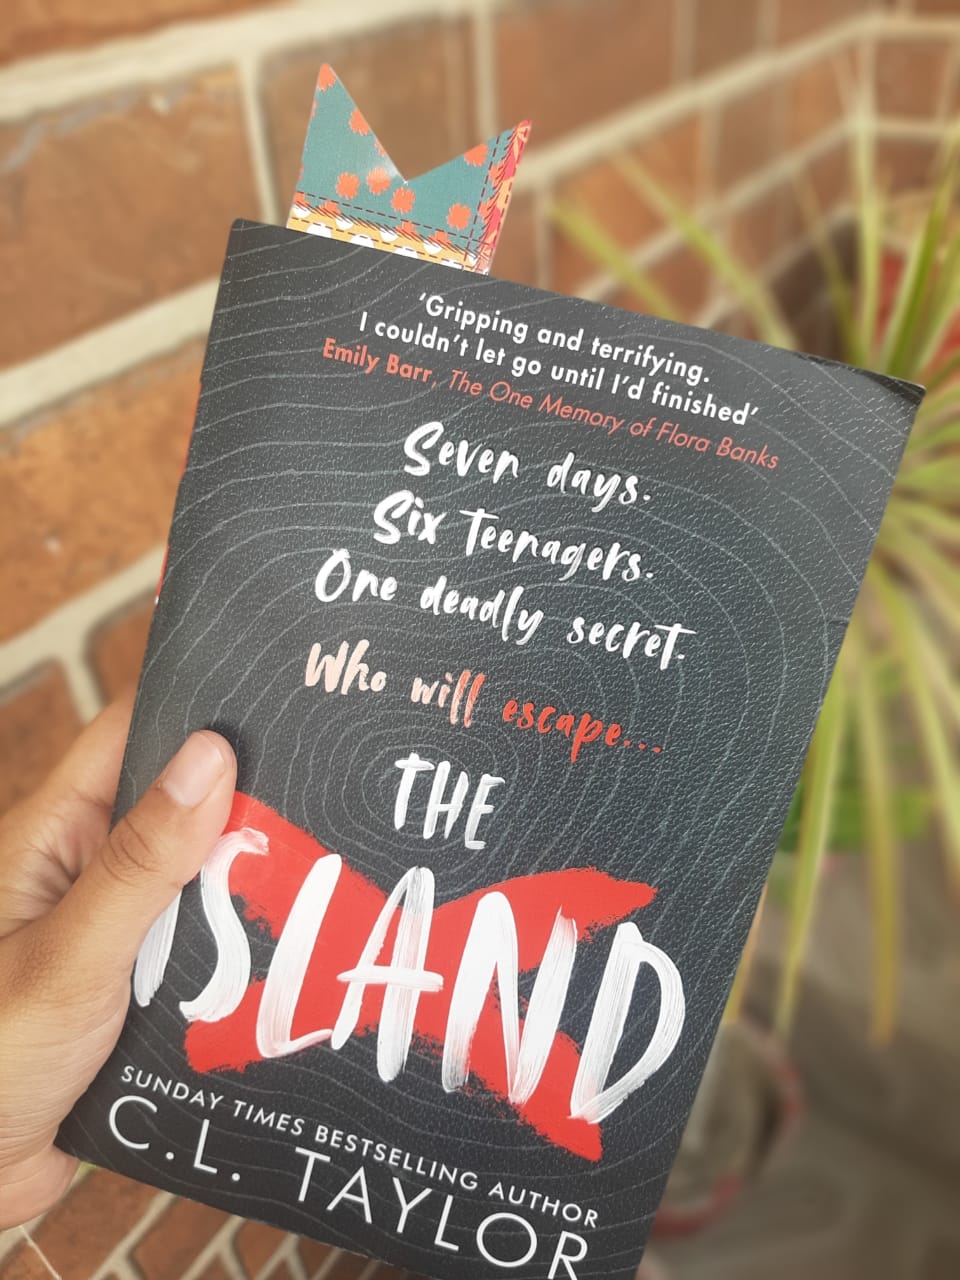 'Gripping and terrifying.
I couldn't let go until I'd finished'
Emily Barr, The One Memory of Flora Banks
Seven days.
Six Teenagers.
One deadly secret.
Who will escape...
THE
ISLAND
SUNDAY TIMES BESTSELLING AUTHOR
C.L. TAYLOR